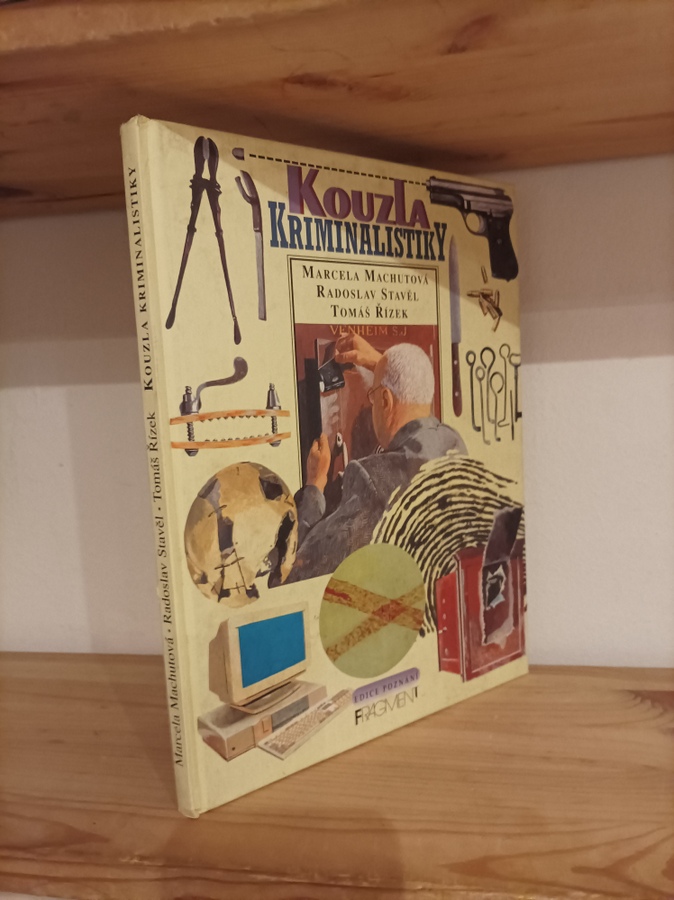 Marcela Machutová · Radoslav Stavěl · Tomáš Řízek KOUZLA KRIMINALISTIKY
KOUZLA
KRIMINALISTIKY
MARCELA MACHUTOVÁ
RADOSLAV STAVĚL
TOMÁŠ ŘÍZEK
VENHEIM S.J
EDICE POZNÁNÍ
FRAGMENT